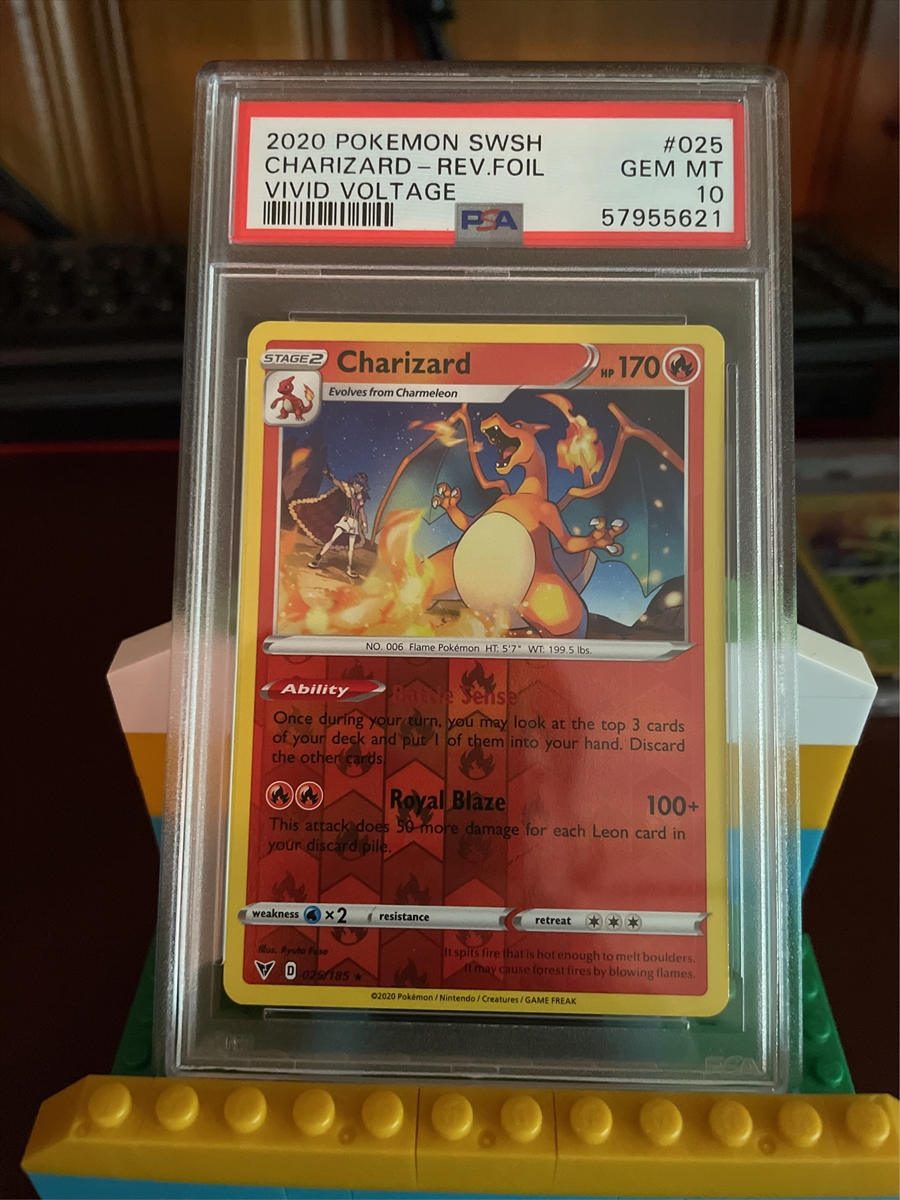 2020 POKEMON SWSH #025
CHARIZARD-REV.FOIL GEM MT
VIVID VOLTAGE 10
PSA 57955621
STAGE 2 Charizard HP 170
Evolves from Charmeleon
NO. 006 Flame Pokémon HT: 5'7" WT: 199.5 lbs.
Ability Battle Sense
Once during your turn, you may look at the top 3 cards
of your deck and put 1 of them into your hand. Discard
the other cards.
Royal Blaze 100+
This attack does 50 more damage for each Leon card in
your discard pile.
weakness ×2 resistance retreat
Illus. Ryuta Fuse It spits fire that is hot enough to melt boulders.
D 025/185 ★ It may cause forest fires by blowing flames.
©2020 Pokémon / Nintendo / Creatures / GAME FREAK
PSA